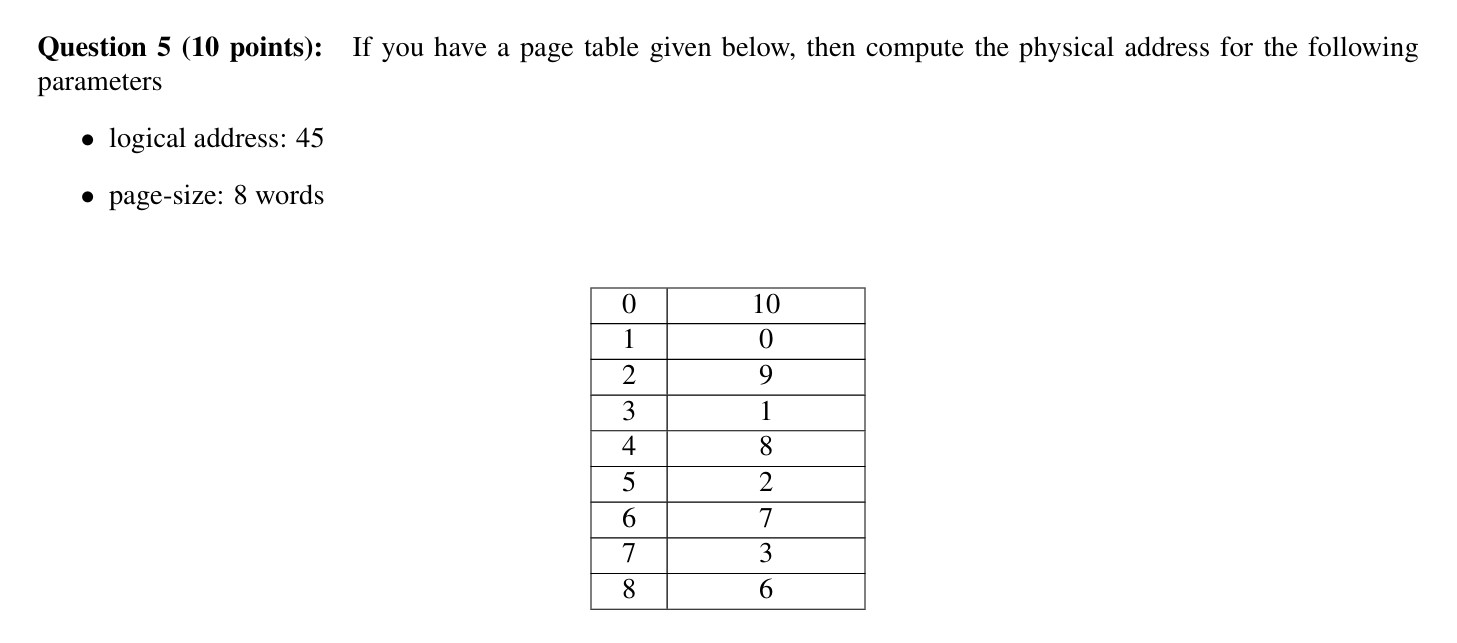 Question 5 (10 points): If you have a page table given below, then compute the physical address for the following
parameters
• logical address: 45
• page-size: 8 words
0 10
1 0
2 9
3 1
4 8
5 2
6 7
7 3
8 6